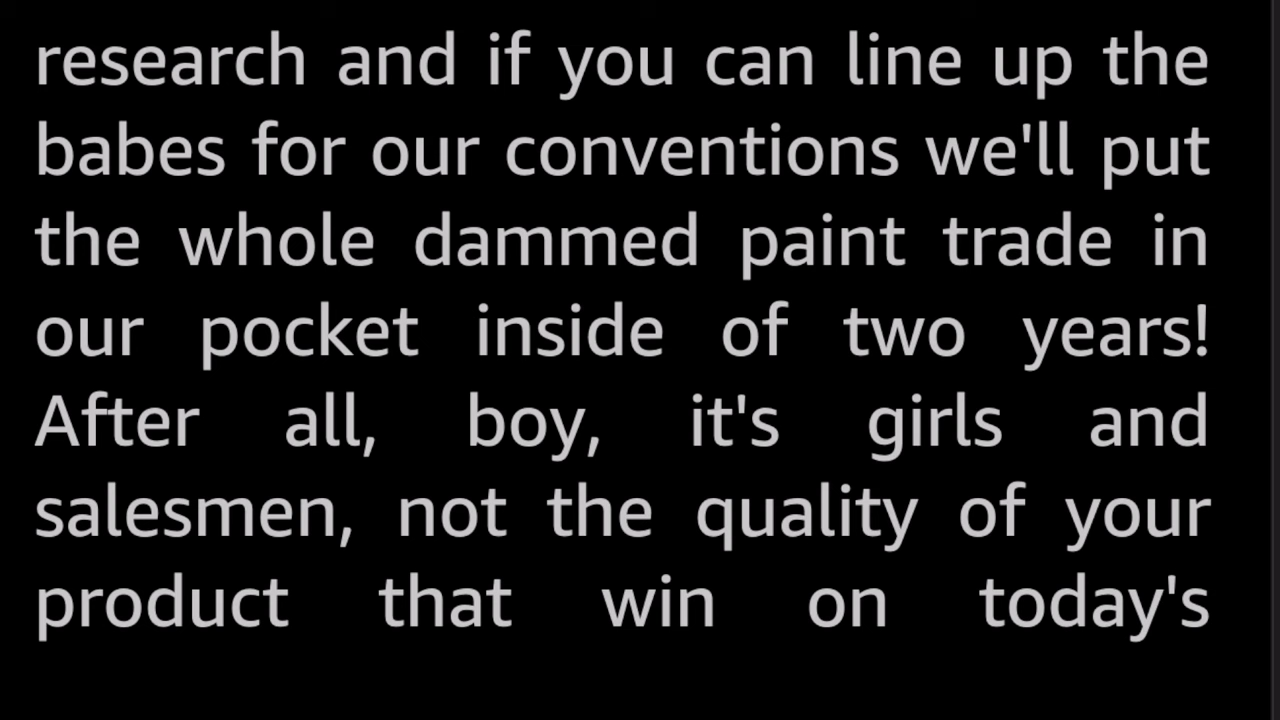 research and if you can line up the
babes for our conventions we'll put
the whole dammed paint trade in
our pocket inside of two years!
After all, boy, it's girls and
salesmen, not the quality of your
product that win on today's